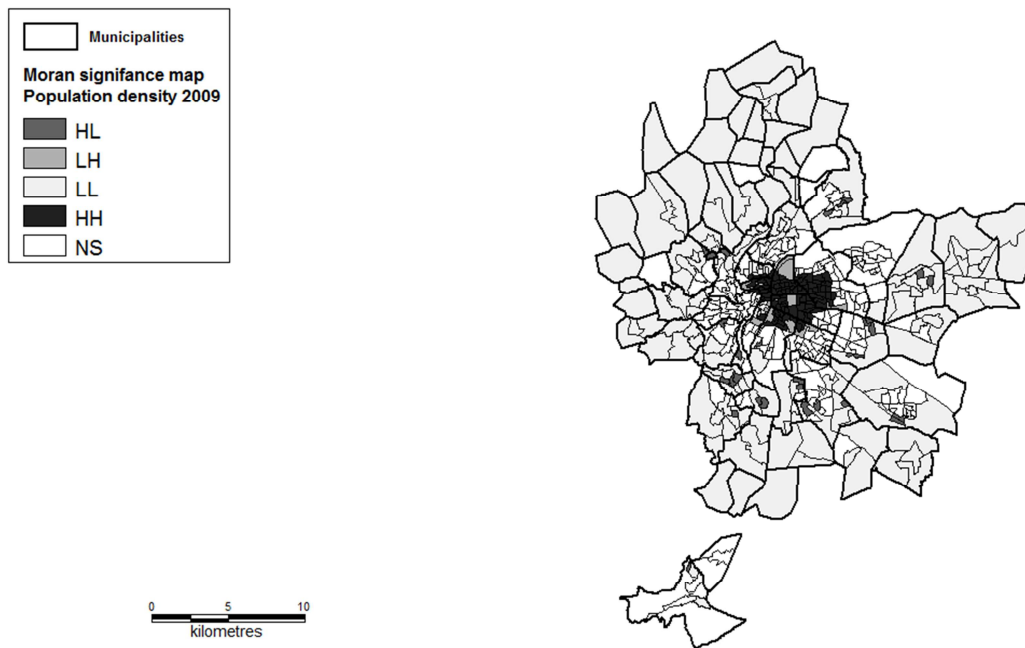 Municipalities
Moran signifance map
Population density 2009
HL
LH
LL
HH
NS
0 5 10
kilometres